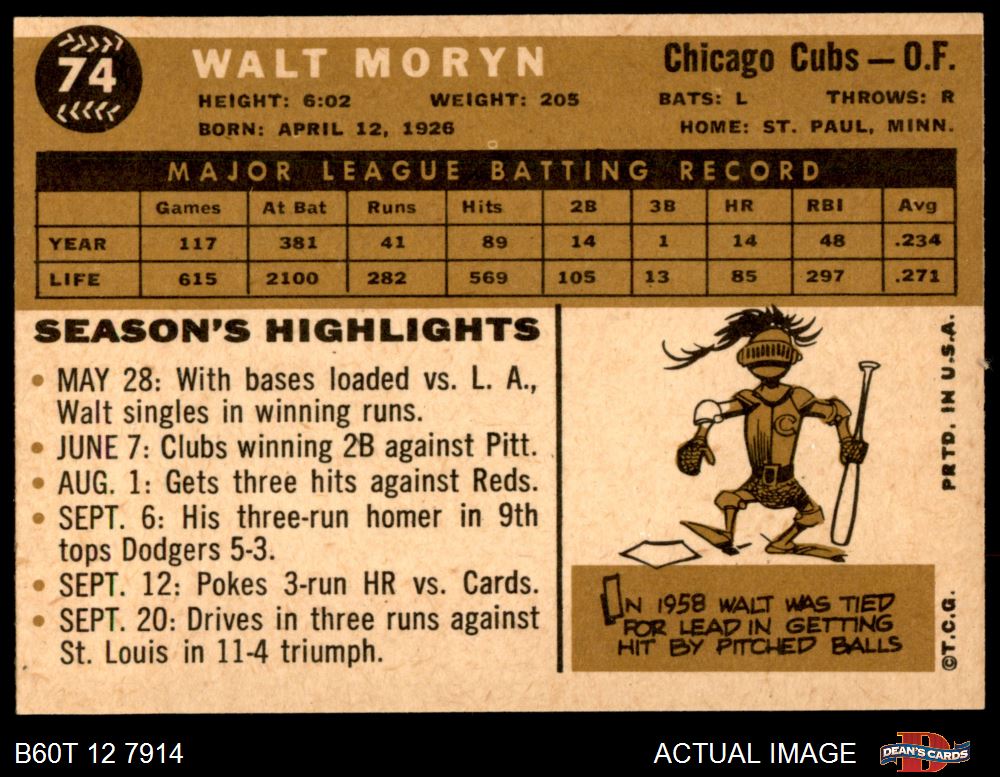 74
WALT MORYN
Chicago Cubs — O.F.
HEIGHT: 6:02 WEIGHT: 205 BATS: L THROWS: R
BORN: APRIL 12, 1926 HOME: ST. PAUL, MINN.
MAJOR LEAGUE BATTING RECORD
Games At Bat Runs Hits 2B 3B HR RBI Avg
YEAR 117 381 41 89 14 1 14 48 .234
LIFE 615 2100 282 569 105 13 85 297 .271
SEASON'S HIGHLIGHTS
• MAY 28: With bases loaded vs. L. A.,
Walt singles in winning runs.
• JUNE 7: Clubs winning 2B against Pitt.
• AUG. 1: Gets three hits against Reds.
• SEPT. 6: His three-run homer in 9th
tops Dodgers 5-3.
• SEPT. 12: Pokes 3-run HR vs. Cards.
• SEPT. 20: Drives in three runs against
St. Louis in 11-4 triumph.
C
IN 1958 WALT WAS TIED
FOR LEAD IN GETTING
HIT BY PITCHED BALLS
©T.C.G. PRTD. IN U.S.A.
B60T 12 7914
ACTUAL IMAGE
D
DEAN'S CARDS